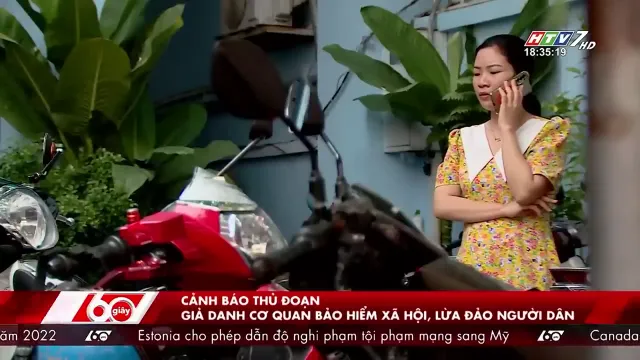 HTV7 HD
18:35:19
60 giây
CẢNH BÁO THỦ ĐOẠN
GIẢ DANH CƠ QUAN BẢO HIỂM XÃ HỘI, LỪA ĐẢO NGƯỜI DÂN
năm 2022 60 Estonia cho phép dẫn độ nghi phạm tội phạm mạng sang Mỹ 60 Canada